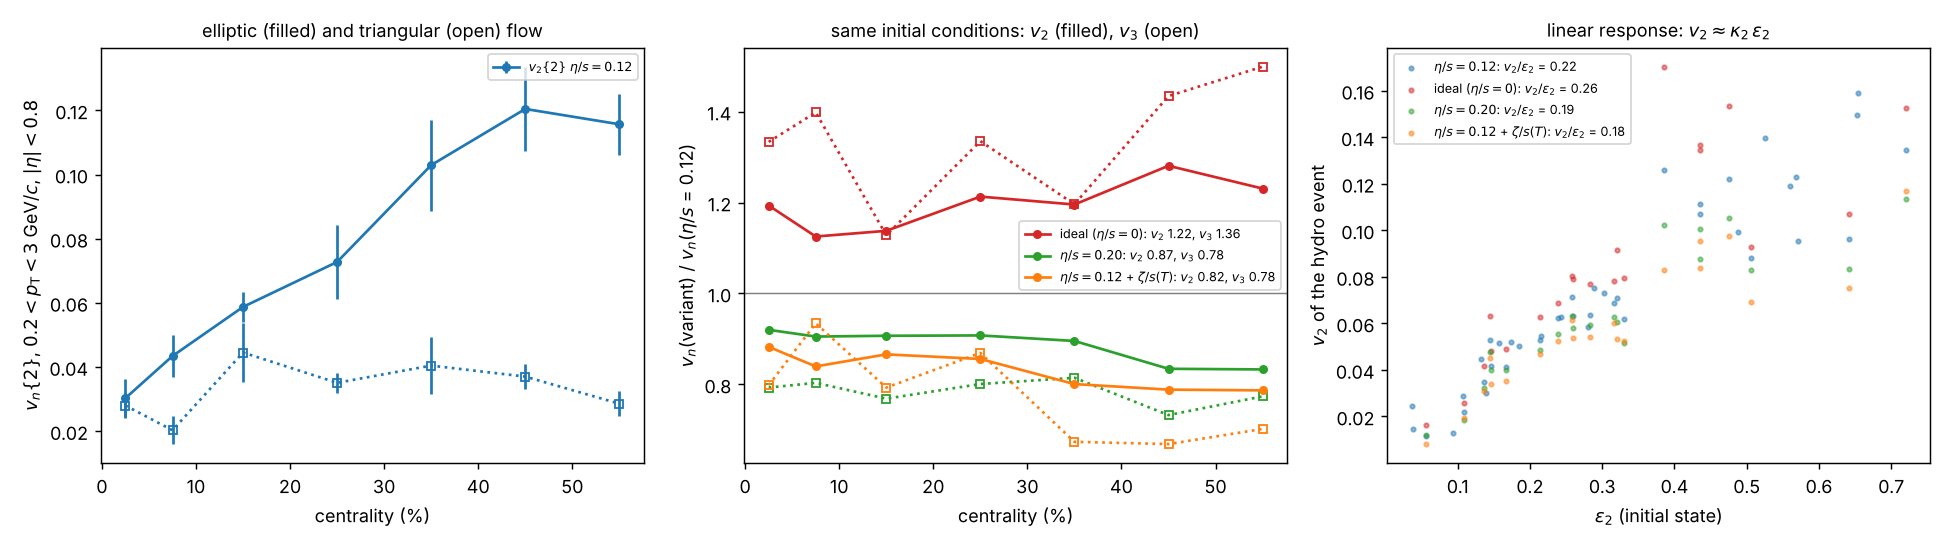 elliptic (filled) and triangular (open) flow
v₂{2} η/s = 0.12
vₙ{2}, 0.2 < p_T < 3 GeV/c, |η| < 0.8
0.12
0.10
0.08
0.06
0.04
0.02
0
10
20
30
40
50
centrality (%)
same initial conditions: v₂ (filled), v₃ (open)
vₙ(variant) / vₙ(η/s = 0.12)
1.4
1.2
1.0
0.8
ideal (η/s = 0): v₂ 1.22, v₃ 1.36
η/s = 0.20: v₂ 0.87, v₃ 0.78
η/s = 0.12 + ζ/s(T): v₂ 0.82, v₃ 0.78
0
10
20
30
40
50
centrality (%)
linear response: v₂ ≈ κ₂ ε₂
η/s = 0.12: v₂/ε₂ = 0.22
ideal (η/s = 0): v₂/ε₂ = 0.26
η/s = 0.20: v₂/ε₂ = 0.19
η/s = 0.12 + ζ/s(T): v₂/ε₂ = 0.18
v₂ of the hydro event
0.16
0.14
0.12
0.10
0.08
0.06
0.04
0.02
0.1
0.2
0.3
0.4
0.5
0.6
0.7
ε₂ (initial state)